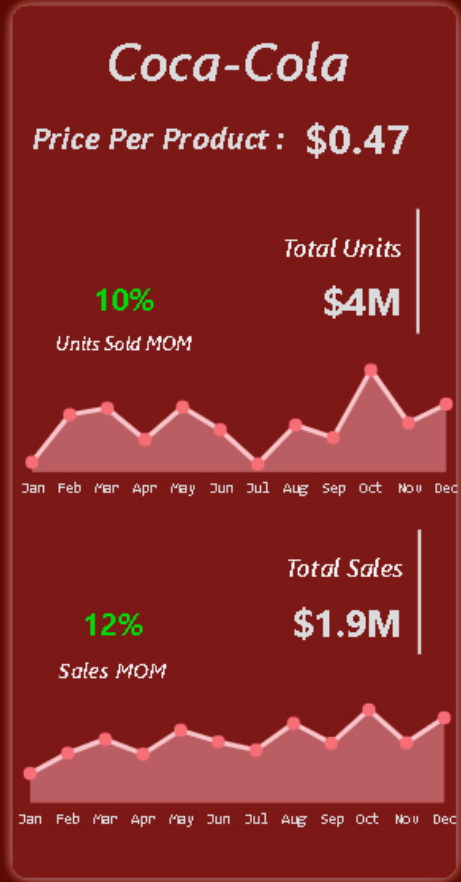 Coca-Cola
Price Per Product : $0.47
Total Units
10% $4M
Units Sold MOM
Jan Feb Mar Apr May Jun Jul Aug Sep Oct Nov Dec
Total Sales
12% $1.9M
Sales MOM
Jan Feb Mar Apr May Jun Jul Aug Sep Oct Nov Dec